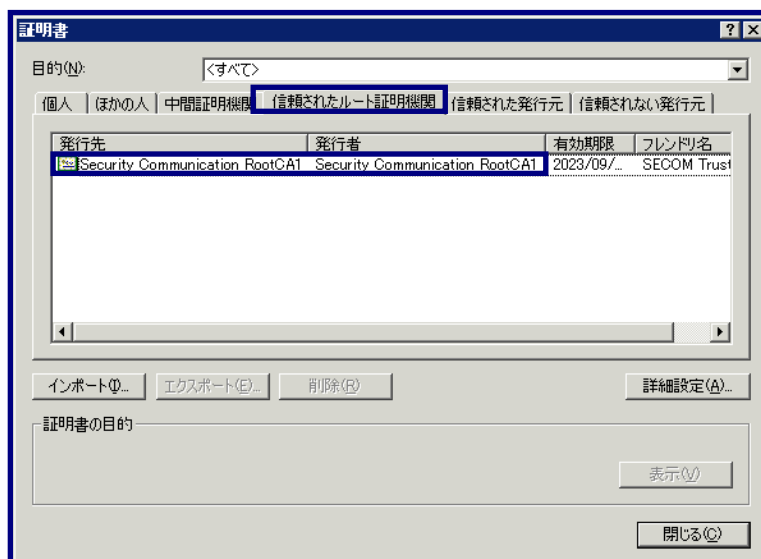 証明書
目的(N): <すべて>
個人 ほかの人 中間証明機関 信頼されたルート証明機関 信頼された発行元 信頼されない発行元
発行先 発行者 有効期限 フレンドリ名
Security Communication RootCA1 Security Communication RootCA1 2023/09/... SECOM Trust
インポート(I)... エクスポート(E)... 削除(R) 詳細設定(A)...
証明書の目的
表示(V)
閉じる(C)